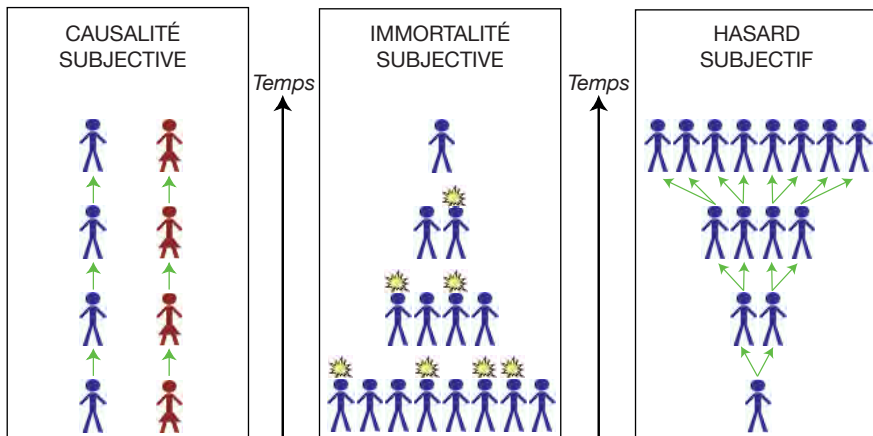 CAUSALITÉ
SUBJECTIVE
Temps
IMMORTALITÉ
SUBJECTIVE
Temps
HASARD
SUBJECTIF